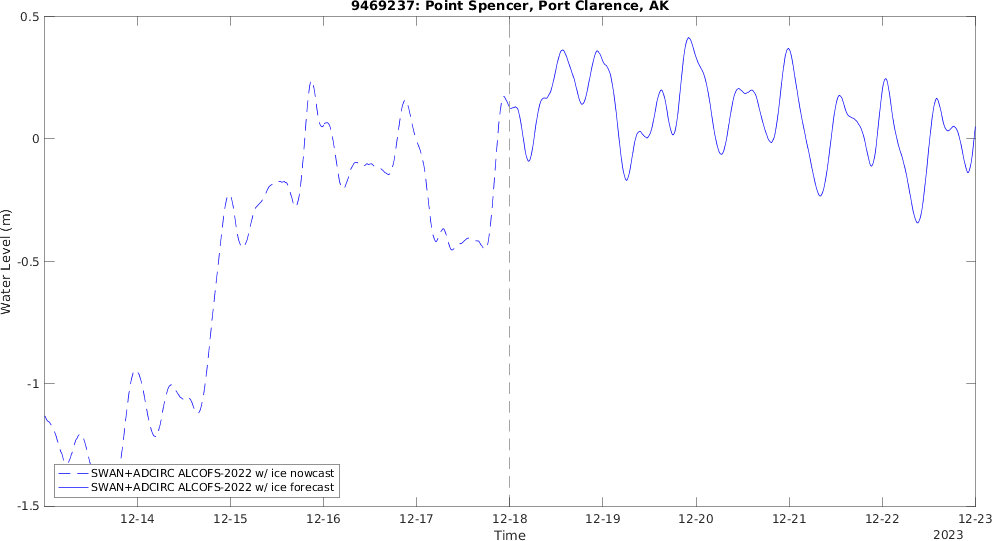 9469237: Point Spencer, Port Clarence, AK
0.5
0
-0.5
-1
-1.5
Water Level (m)
SWAN+ADCIRC ALCOFS-2022 w/ ice nowcast
SWAN+ADCIRC ALCOFS-2022 w/ ice forecast
12-14 12-15 12-16 12-17 12-18 12-19 12-20 12-21 12-22 12-23
Time
2023